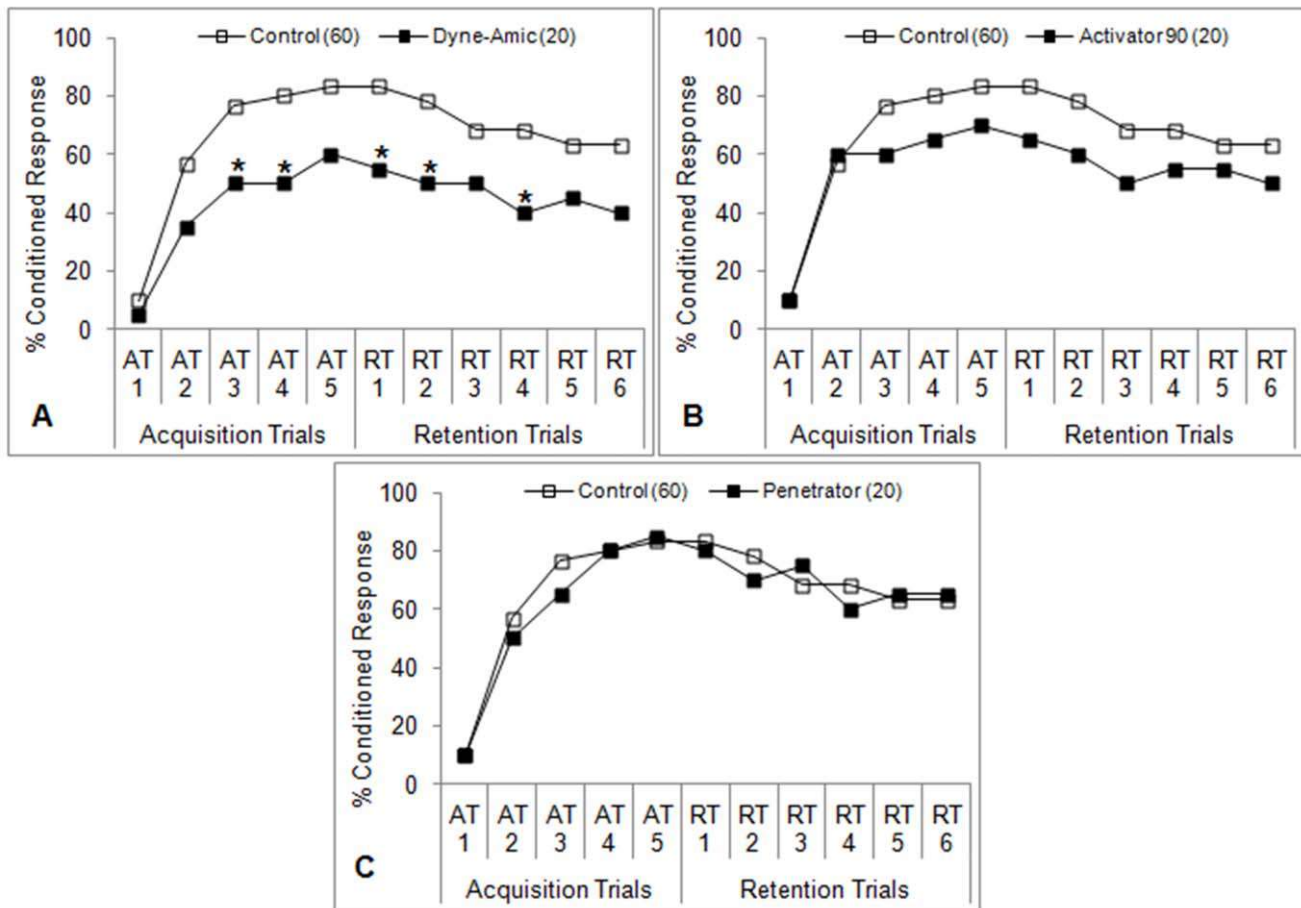 100
80
60
40
20
0
% Conditioned Response
Control (60) Dyne-Amic (20)
* * * * *
AT 1 AT 2 AT 3 AT 4 AT 5 RT 1 RT 2 RT 3 RT 4 RT 5 RT 6
Acquisition Trials Retention Trials
A
100
80
60
40
20
0
% Conditioned Response
Control (60) Activator 90 (20)
AT 1 AT 2 AT 3 AT 4 AT 5 RT 1 RT 2 RT 3 RT 4 RT 5 RT 6
Acquisition Trials Retention Trials
B
100
80
60
40
20
0
% Conditioned Response
Control (60) Penetrator (20)
AT 1 AT 2 AT 3 AT 4 AT 5 RT 1 RT 2 RT 3 RT 4 RT 5 RT 6
Acquisition Trials Retention Trials
C